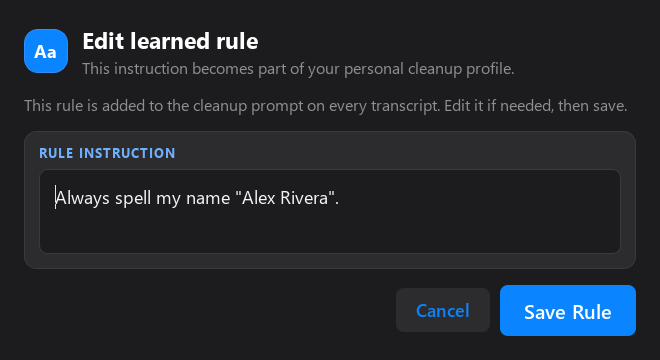 Aa
Edit learned rule
This instruction becomes part of your personal cleanup profile.
This rule is added to the cleanup prompt on every transcript. Edit it if needed, then save.
RULE INSTRUCTION
Always spell my name "Alex Rivera".
Cancel
Save Rule